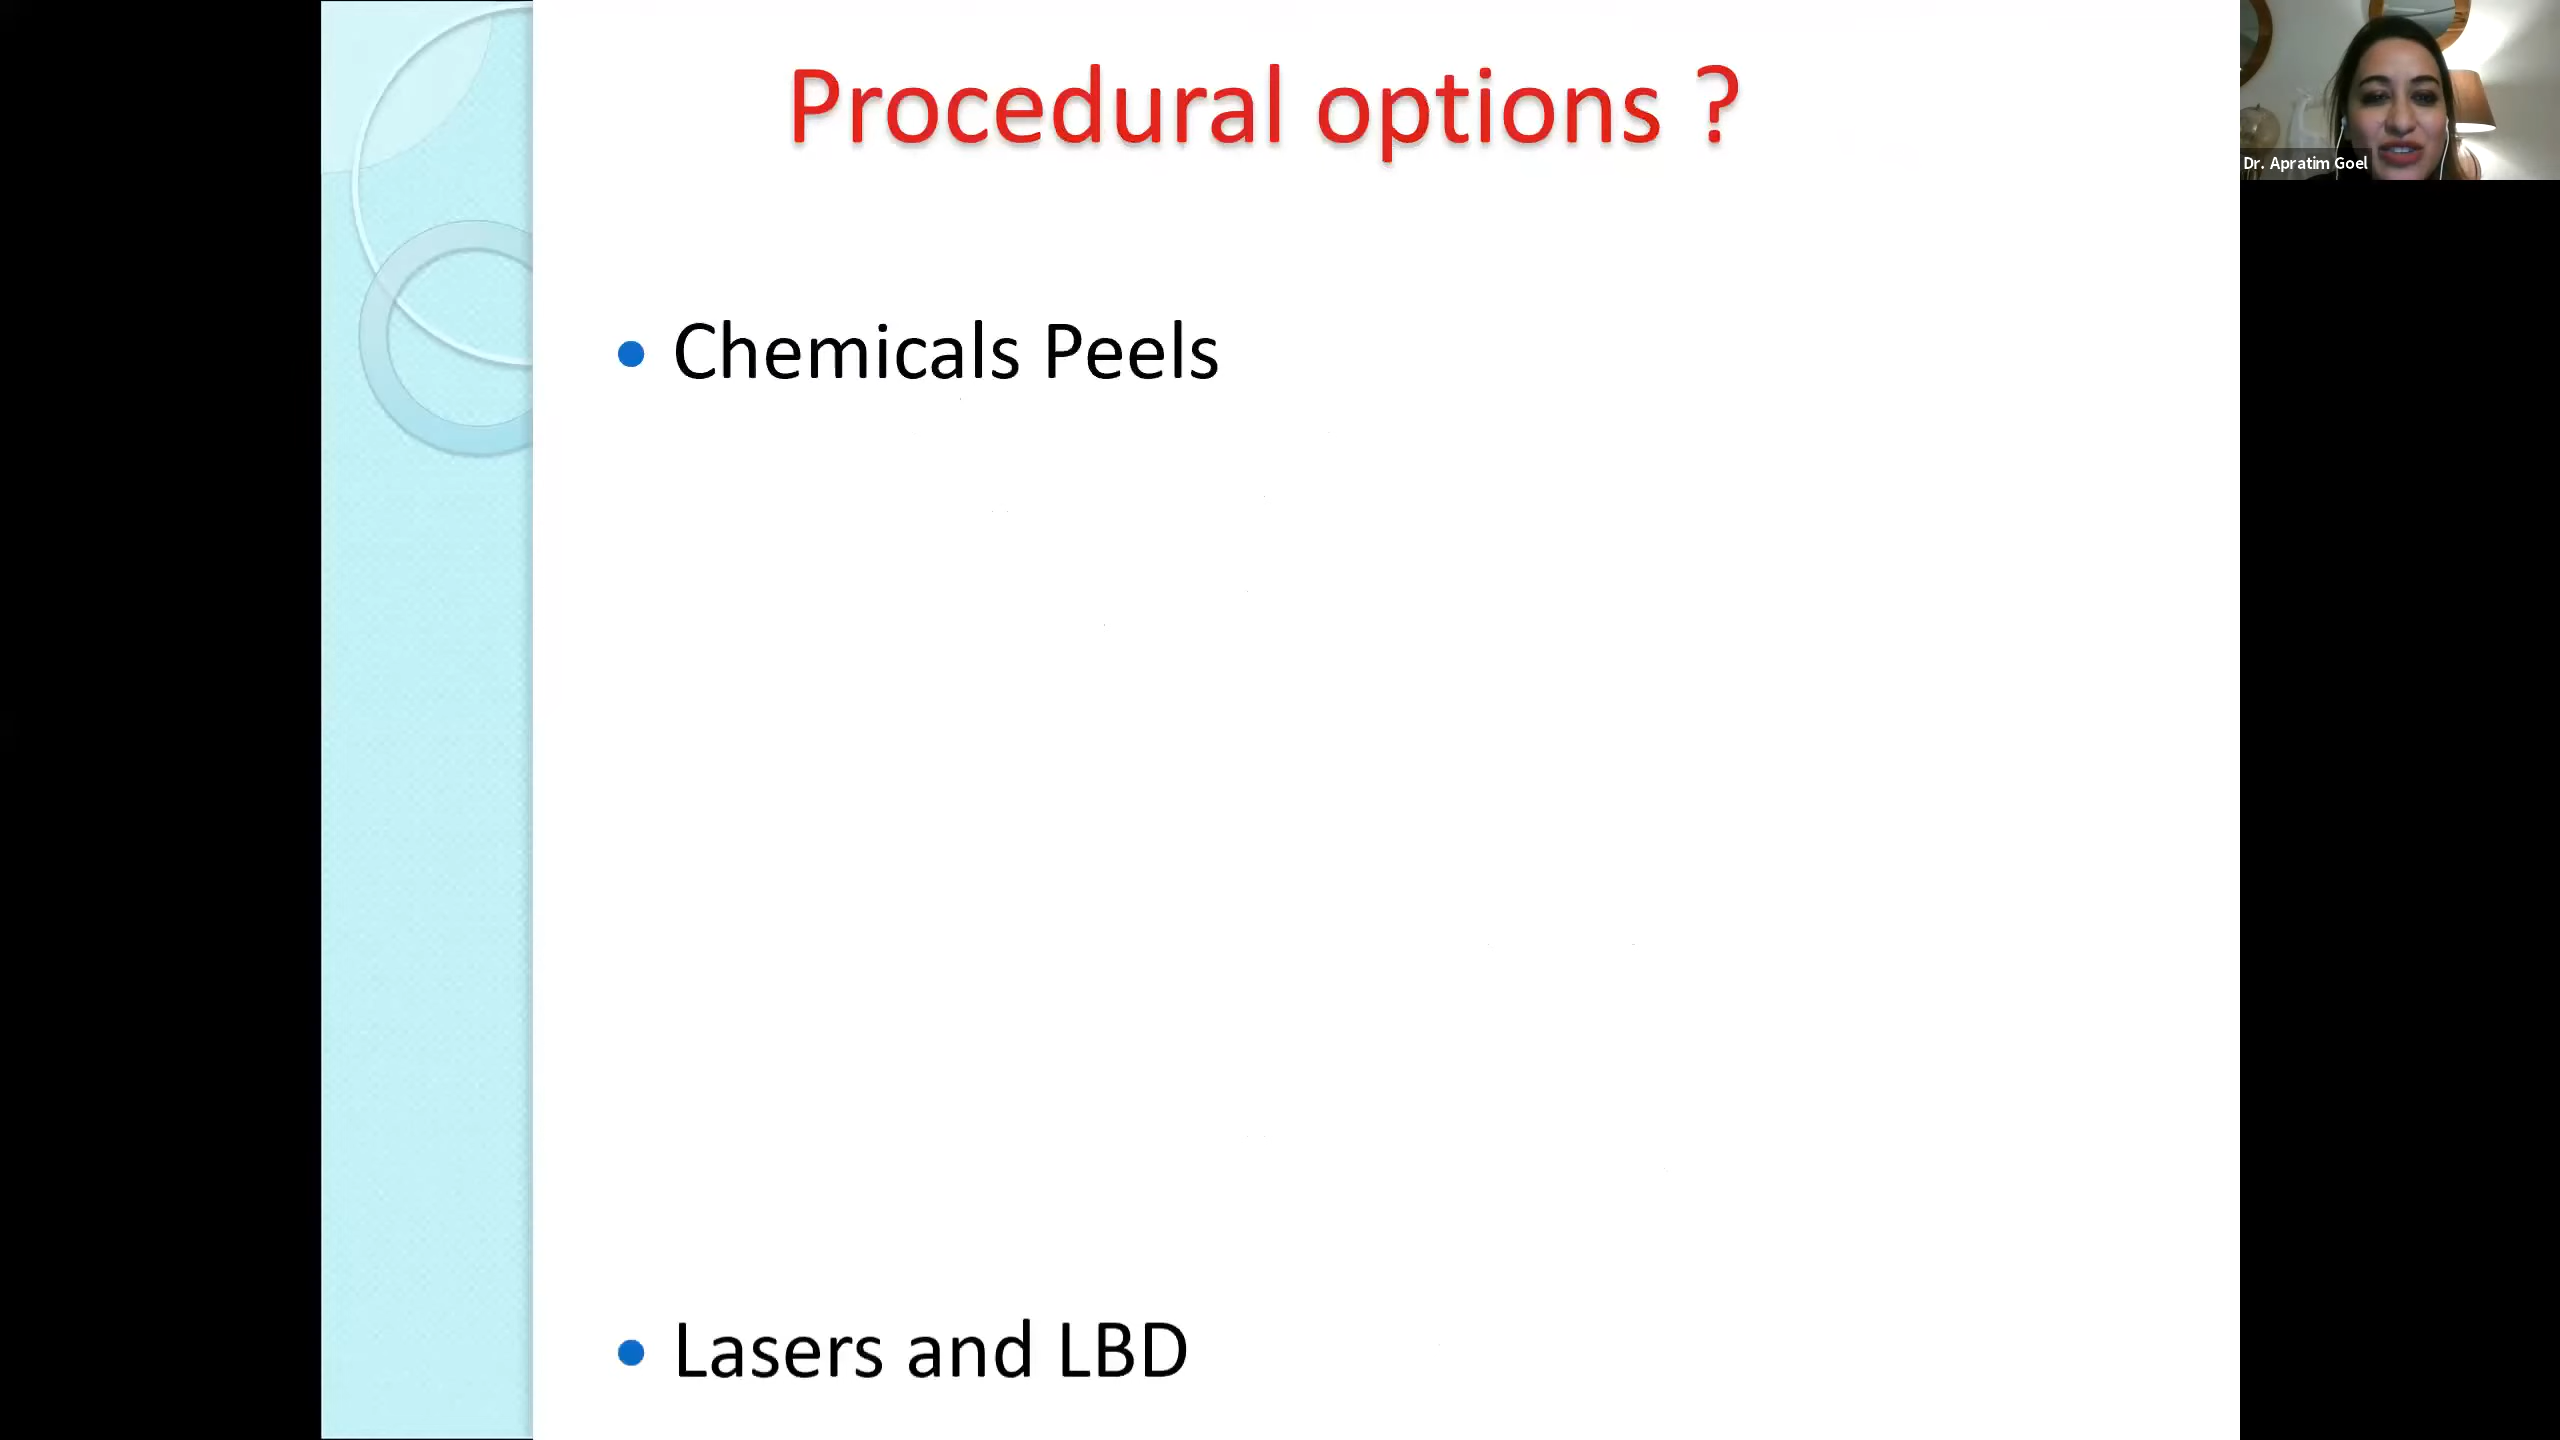 Procedural options ?
Dr. Apratim Goel
• Chemicals Peels
• Lasers and LBD